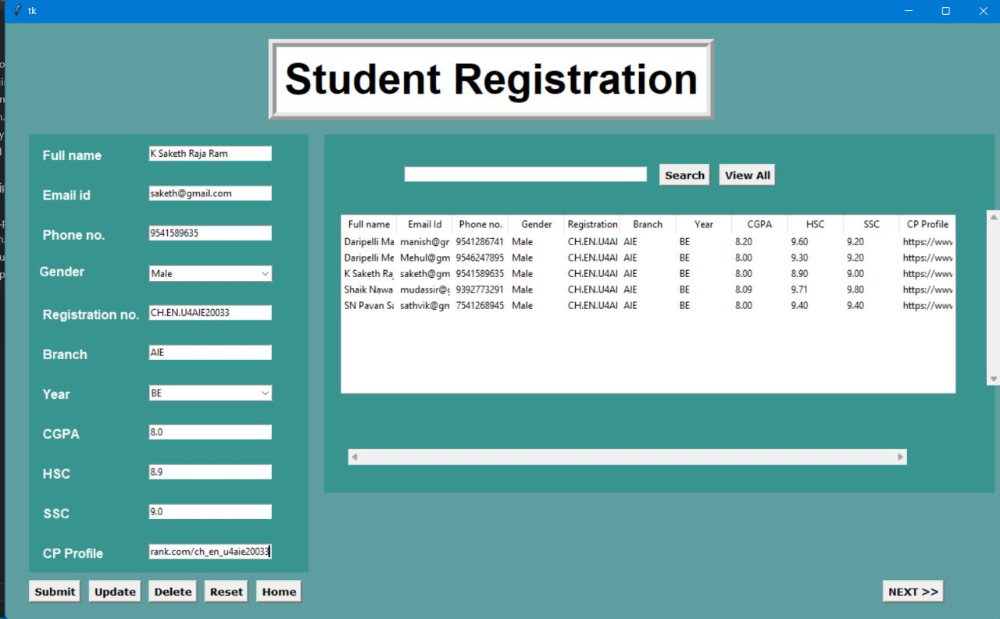 tk
Student Registration
Full name K Saketh Raja Ram
Email id saketh@gmail.com
Phone no. 9541589635
Gender Male
Registration no. CH.EN.U4AIE20033
Branch AIE
Year BE
CGPA 8.0
HSC 8.9
SSC 9.0
CP Profile rank.com/ch_en_u4aie20033
Submit Update Delete Reset Home
Search View All
Full name Email Id Phone no. Gender Registration Branch Year CGPA HSC SSC CP Profile
Daripelli Ma manish@gr 9541286741 Male CH.EN.U4AI AIE BE 8.20 9.60 9.20 https://www
Daripelli Me Mehul@gm 9546247895 Male CH.EN.U4AI AIE BE 8.00 9.30 9.20 https://www
K Saketh Raj saketh@gm 9541589635 Male CH.EN.U4AI AIE BE 8.00 8.90 9.00 https://www
Shaik Nawa mudassir@g 9392773291 Male CH.EN.U4AI AIE BE 8.09 9.71 9.80 https://www
SN Pavan Sa sathvik@gm 7541268945 Male CH.EN.U4AI AIE BE 8.00 9.40 9.40 https://www
NEXT >>